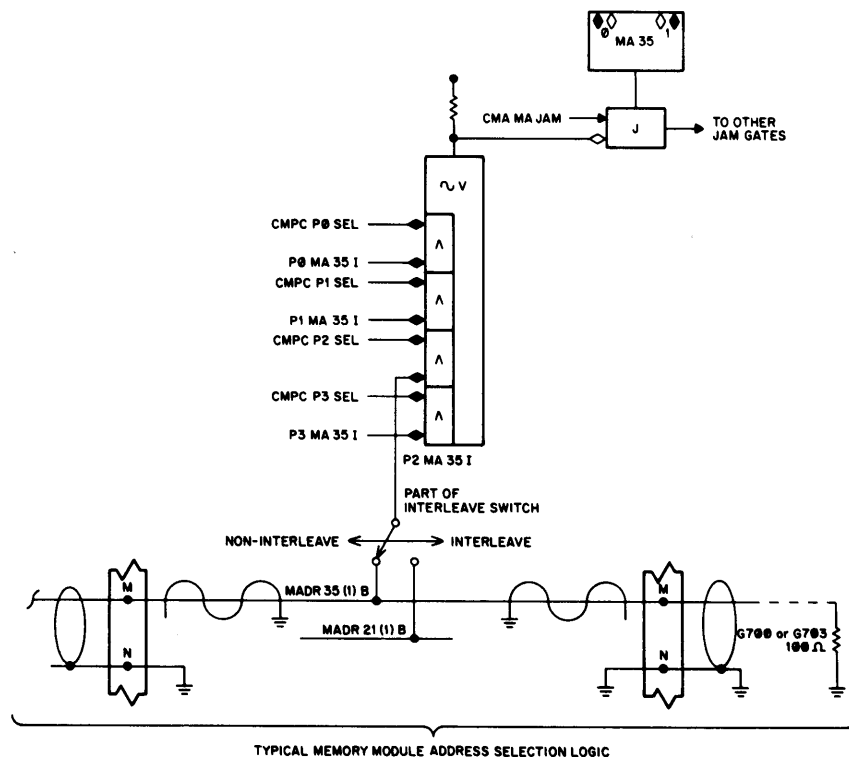 0 1
MA 35
CMA MA JAM
J
TO OTHER
JAM GATES
∿ V
CMPC P0 SEL
Λ
P0 MA 35 I
CMPC P1 SEL
Λ
P1 MA 35 I
CMPC P2 SEL
Λ
CMPC P3 SEL
Λ
P3 MA 35 I
P2 MA 35 I
PART OF
INTERLEAVE SWITCH
NON-INTERLEAVE INTERLEAVE
M M
MADR 35 (1) B
MADR 21 (1) B
G700 or G703
100 Ω
N N
TYPICAL MEMORY MODULE ADDRESS SELECTION LOGIC